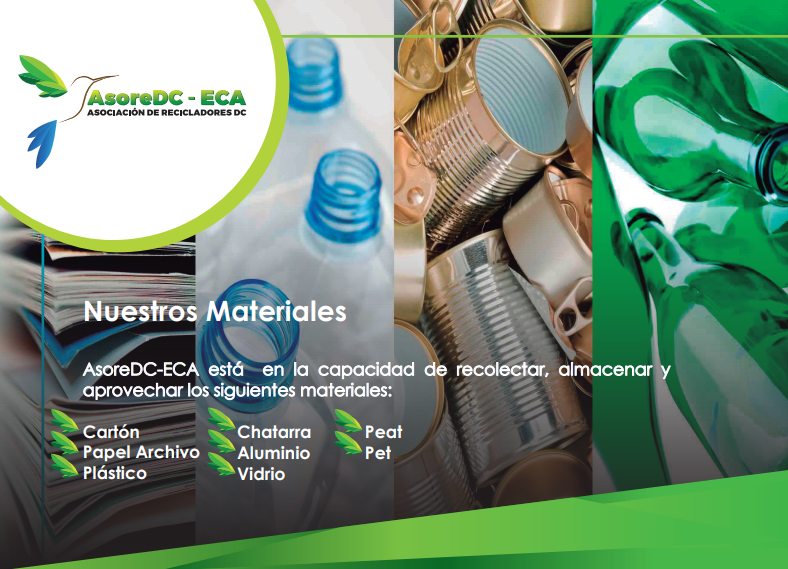 AsoreDC - ECA
ASOCIACIÓN DE RECICLADORES DC
Nuestros Materiales
AsoreDC-ECA está en la capacidad de recolectar, almacenar y
aprovechar los siguientes materiales:
Cartón
Papel Archivo
Plástico
Chatarra
Aluminio
Vidrio
Peat
Pet